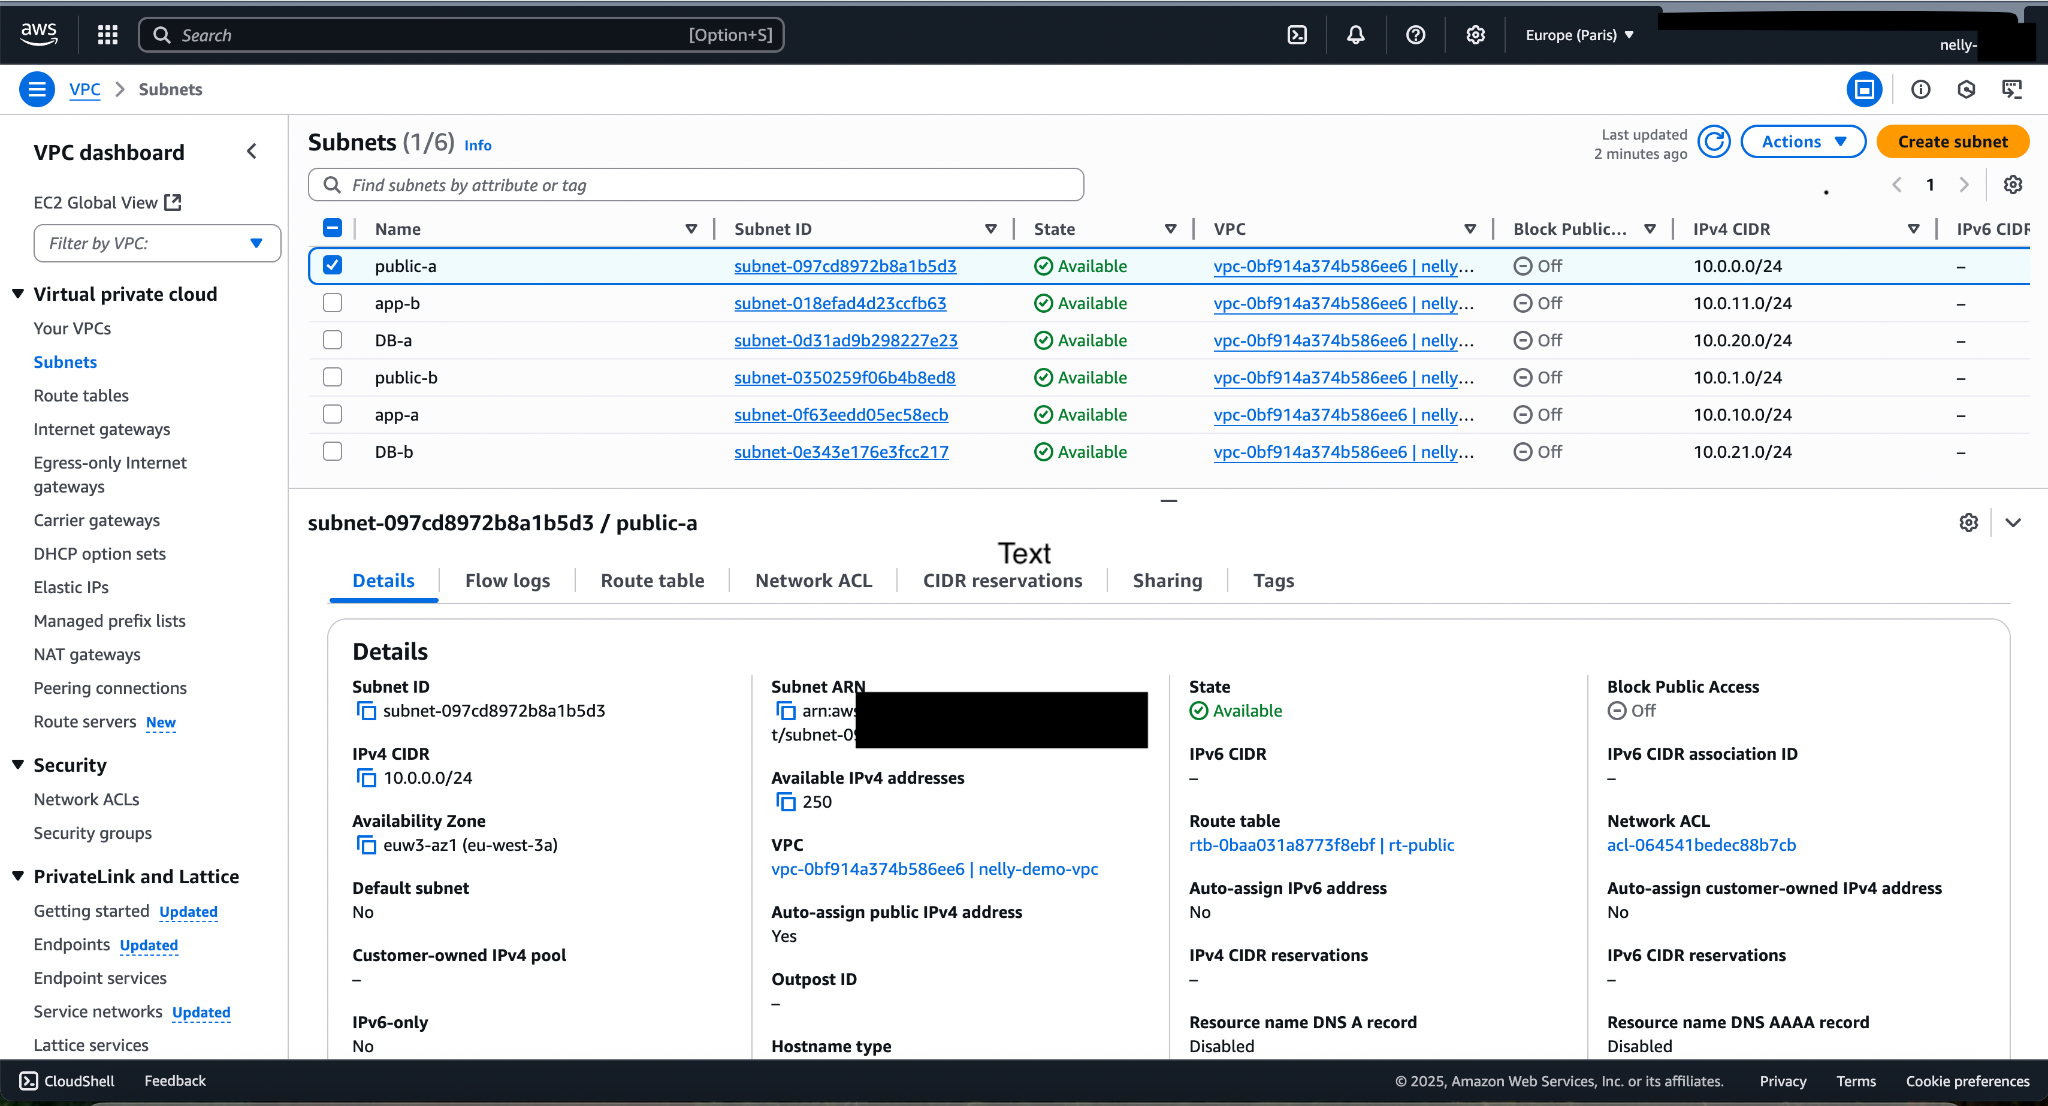 aws
Search [Option+S]
Europe (Paris)
nelly-
VPC > Subnets
VPC dashboard
EC2 Global View
Filter by VPC:
Virtual private cloud
Your VPCs
Subnets
Route tables
Internet gateways
Egress-only Internet
gateways
Carrier gateways
DHCP option sets
Elastic IPs
Managed prefix lists
NAT gateways
Peering connections
Route servers New
Security
Network ACLs
Security groups
PrivateLink and Lattice
Getting started Updated
Endpoints Updated
Endpoint services
Service networks Updated
Lattice services
Subnets (1/6) Info
Last updated
2 minutes ago
Actions
Create subnet
Find subnets by attribute or tag
1
Name Subnet ID State VPC Block Public... IPv4 CIDR IPv6 CIDR
public-a subnet-097cd8972b8a1b5d3 Available vpc-0bf914a374b586ee6 | nelly... Off 10.0.0.0/24 –
app-b subnet-018efad4d23ccfb63 Available vpc-0bf914a374b586ee6 | nelly... Off 10.0.11.0/24 –
DB-a subnet-0d31ad9b298227e23 Available vpc-0bf914a374b586ee6 | nelly... Off 10.0.20.0/24 –
public-b subnet-0350259f06b4b8ed8 Available vpc-0bf914a374b586ee6 | nelly... Off 10.0.1.0/24 –
app-a subnet-0f63eedd05ec58ecb Available vpc-0bf914a374b586ee6 | nelly... Off 10.0.10.0/24 –
DB-b subnet-0e343e176e3fcc217 Available vpc-0bf914a374b586ee6 | nelly... Off 10.0.21.0/24 –
subnet-097cd8972b8a1b5d3 / public-a
Text
Details Flow logs Route table Network ACL CIDR reservations Sharing Tags
Details
Subnet ID
subnet-097cd8972b8a1b5d3
IPv4 CIDR
10.0.0.0/24
Availability Zone
euw3-az1 (eu-west-3a)
Default subnet
No
Customer-owned IPv4 pool
–
IPv6-only
No
Subnet ARN
arn:aws
t/subnet-09
Available IPv4 addresses
250
VPC
vpc-0bf914a374b586ee6 | nelly-demo-vpc
Auto-assign public IPv4 address
Yes
Outpost ID
–
Hostname type
State
Available
IPv6 CIDR
–
Route table
rtb-0baa031a8773f8ebf | rt-public
Auto-assign IPv6 address
No
IPv4 CIDR reservations
–
Resource name DNS A record
Disabled
Block Public Access
Off
IPv6 CIDR association ID
–
Network ACL
acl-064541bedec88b7cb
Auto-assign customer-owned IPv4 address
No
IPv6 CIDR reservations
–
Resource name DNS AAAA record
Disabled
CloudShell Feedback
© 2025, Amazon Web Services, Inc. or its affiliates. Privacy Terms Cookie preferences